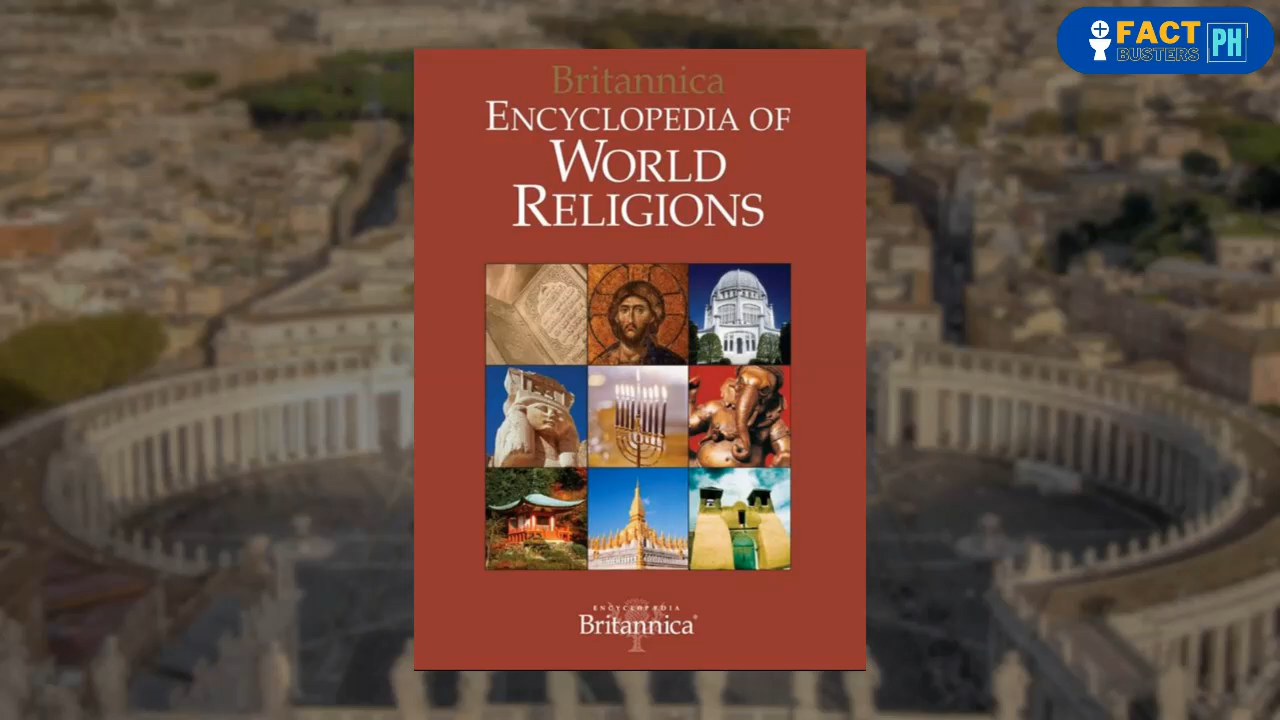 FACT
BUSTERS
PH
Britannica
ENCYCLOPEDIA OF
WORLD
RELIGIONS
ENCYCLOPÆDIA
Britannica®